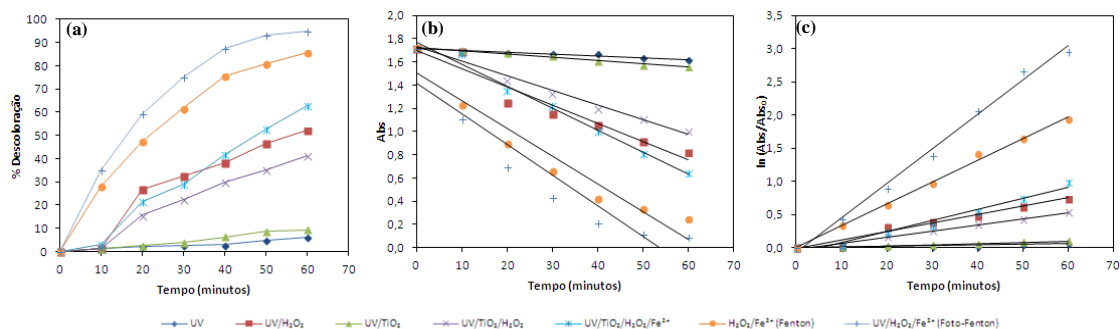 (a)
% Descoloração
100
90
80
70
60
50
40
30
20
10
0
0 10 20 30 40 50 60 70
Tempo (minutos)
(b)
Abs
2,0
1,8
1,6
1,4
1,2
1,0
0,8
0,6
0,4
0,2
0,0
0 10 20 30 40 50 60 70
Tempo (minutos)
(c)
ln (Abs/Abs₀)
3,5
3,0
2,5
2,0
1,5
1,0
0,5
0,0
0 10 20 30 40 50 60 70
Tempo (minutos)
UV UV/H₂O₂ UV/TiO₂ UV/TiO₂/H₂O₂ UV/TiO₂/H₂O₂/Fe²⁺ H₂O₂/Fe²⁺ (Fenton) UV/H₂O₂/Fe²⁺ (Foto-Fenton)